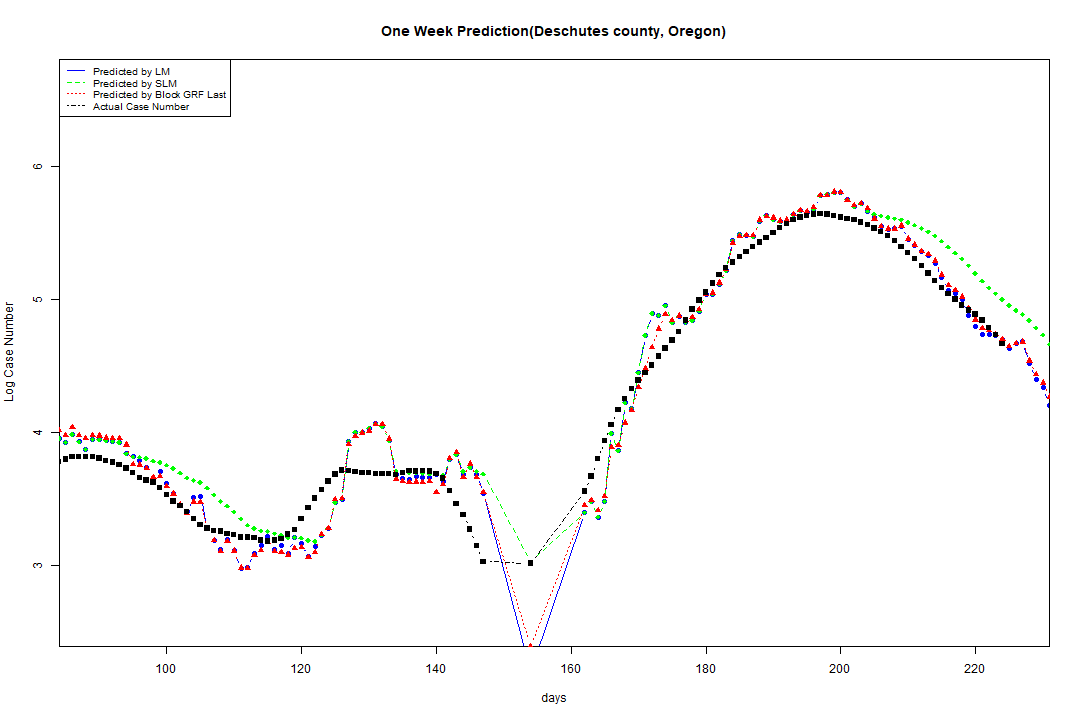 One Week Prediction(Deschutes county, Oregon)
Predicted by LM
Predicted by SLM
Predicted by Block GRF Last
Actual Case Number
Log Case Number
6
5
4
3
100 120 140 160 180 200 220
days